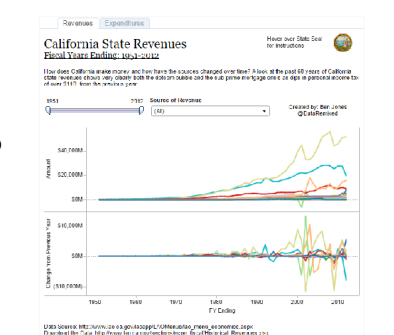 Revenues Expenditures
California State Revenues
Fiscal Years Ending: 1951-2012
Hover over State Seal
for Instructions
How does California make money and how have the sources changed over time? A look at the past 60 years of California
state revenues shows very clearly both the dotcom bubble and the sub prime mortgage crisis as dips in personal income tax
of over $11B from the previous year.
1951 2012
Source of Revenue
(All)
Created by: Ben Jones
@DataRemixed
Amount
$40,000M
$20,000M
$0M
Change from Previous Year
$10,000M
$0M
($10,000M)
1950 1960 1970 1980 1990 2000 2010
FY Ending
Data Source:
Download the Data: